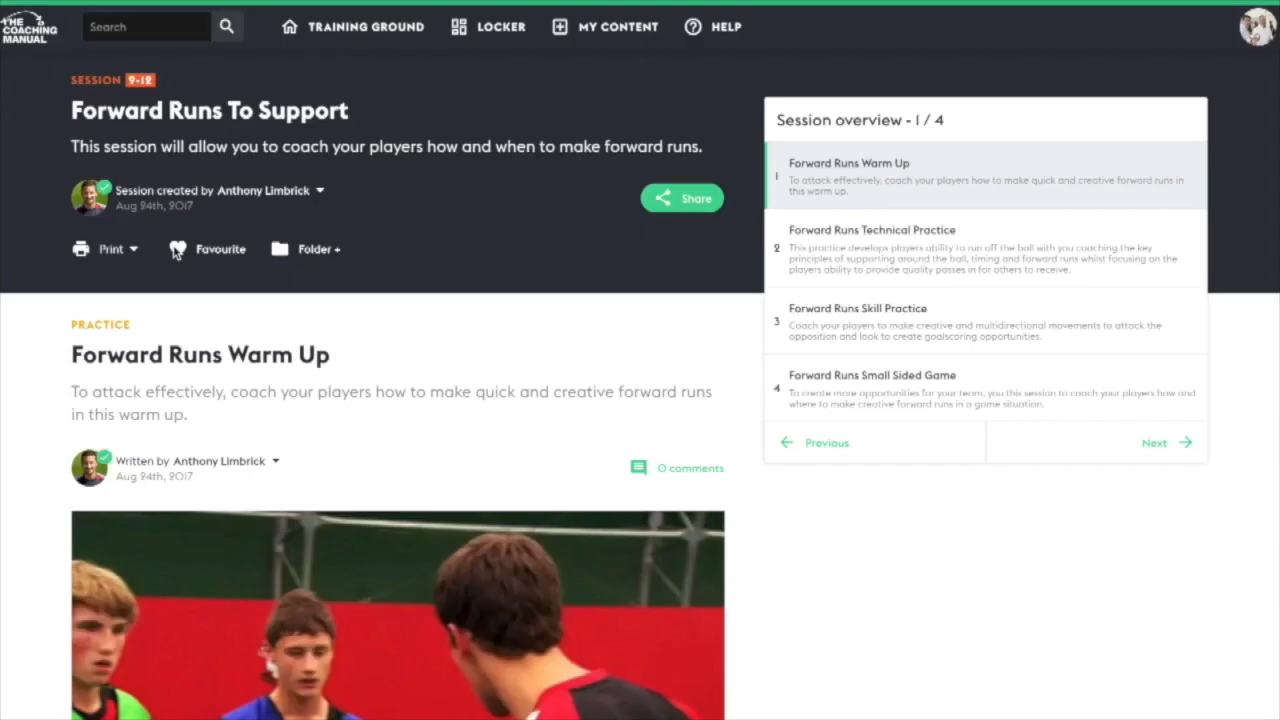 THE
COACHING
MANUAL
Search
TRAINING GROUND
LOCKER
MY CONTENT
HELP
SESSION 9-12
Forward Runs To Support
This session will allow you to coach your players how and when to make forward runs.
Session created by Anthony Limbrick
Aug 24th, 2017
Share
Print
Favourite
Folder +
Session overview - 1 / 4
1
Forward Runs Warm Up
To attack effectively, coach your players how to make quick and creative forward runs in
this warm up.
2
Forward Runs Technical Practice
This practice develops players ability to run off the ball with you coaching the key
principles of supporting around the ball, timing and forward runs whilst focusing on the
players ability to provide quality passes in for others to receive.
3
Forward Runs Skill Practice
Coach your players to make creative and multidirectional movements to attack the
opposition and look to create goalscoring opportunities.
4
Forward Runs Small Sided Game
To create more opportunities for your team, you this session to coach your players how and
where to make creative forward runs in a game situation.
Previous
Next
PRACTICE
Forward Runs Warm Up
To attack effectively, coach your players how to make quick and creative forward runs
in this warm up.
Written by Anthony Limbrick
Aug 24th, 2017
0 comments